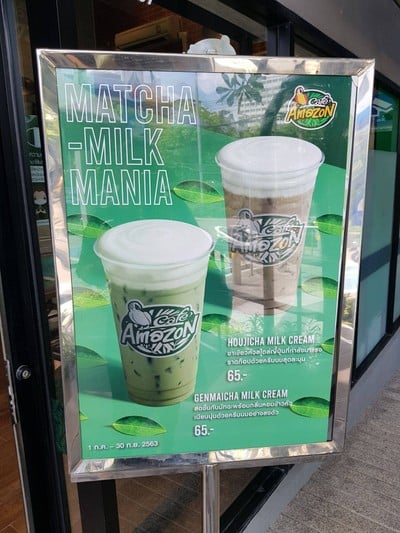 MATCHA
-MILK
MANIA
Café
Amazon
Café
Amazon
Café
Amazon
HOUJICHA MILK CREAM
65.-
GENMAICHA MILK CREAM
65.-
1 ก.ค. – 30 ก.ย. 2563